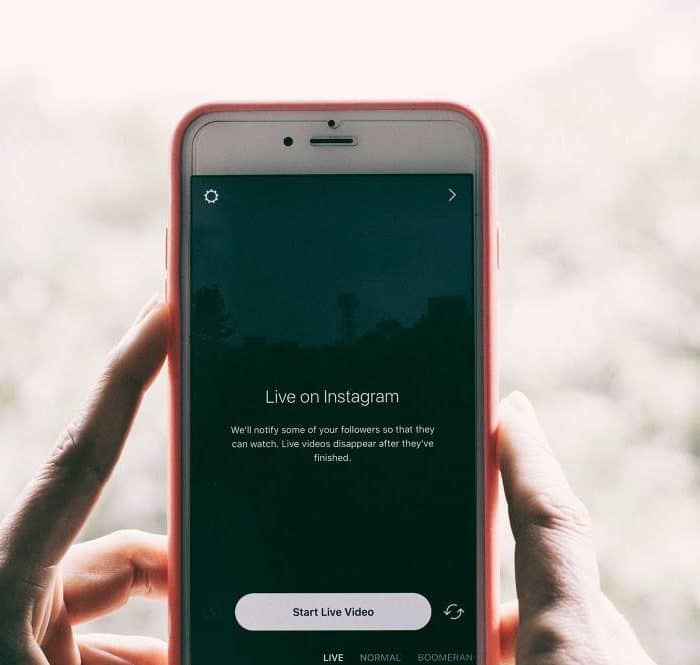 Live on Instagram
We'll notify some of your followers so that they
can watch. Live videos disappear after they've
finished.
Start Live Video
LIVE NORMAL BOOMERAN